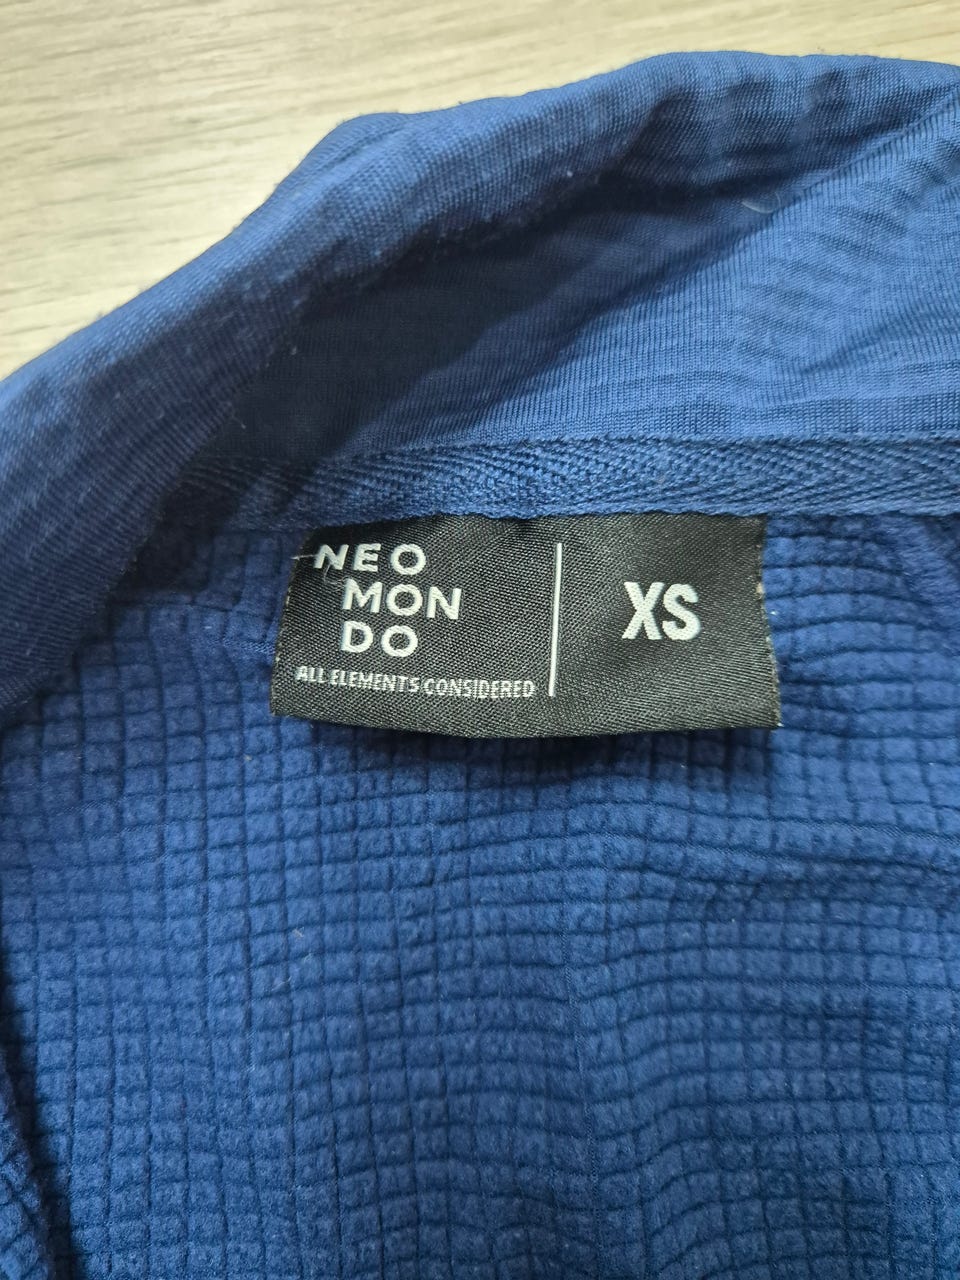 NEO
MON
DO
ALL ELEMENTS CONSIDERED
XS